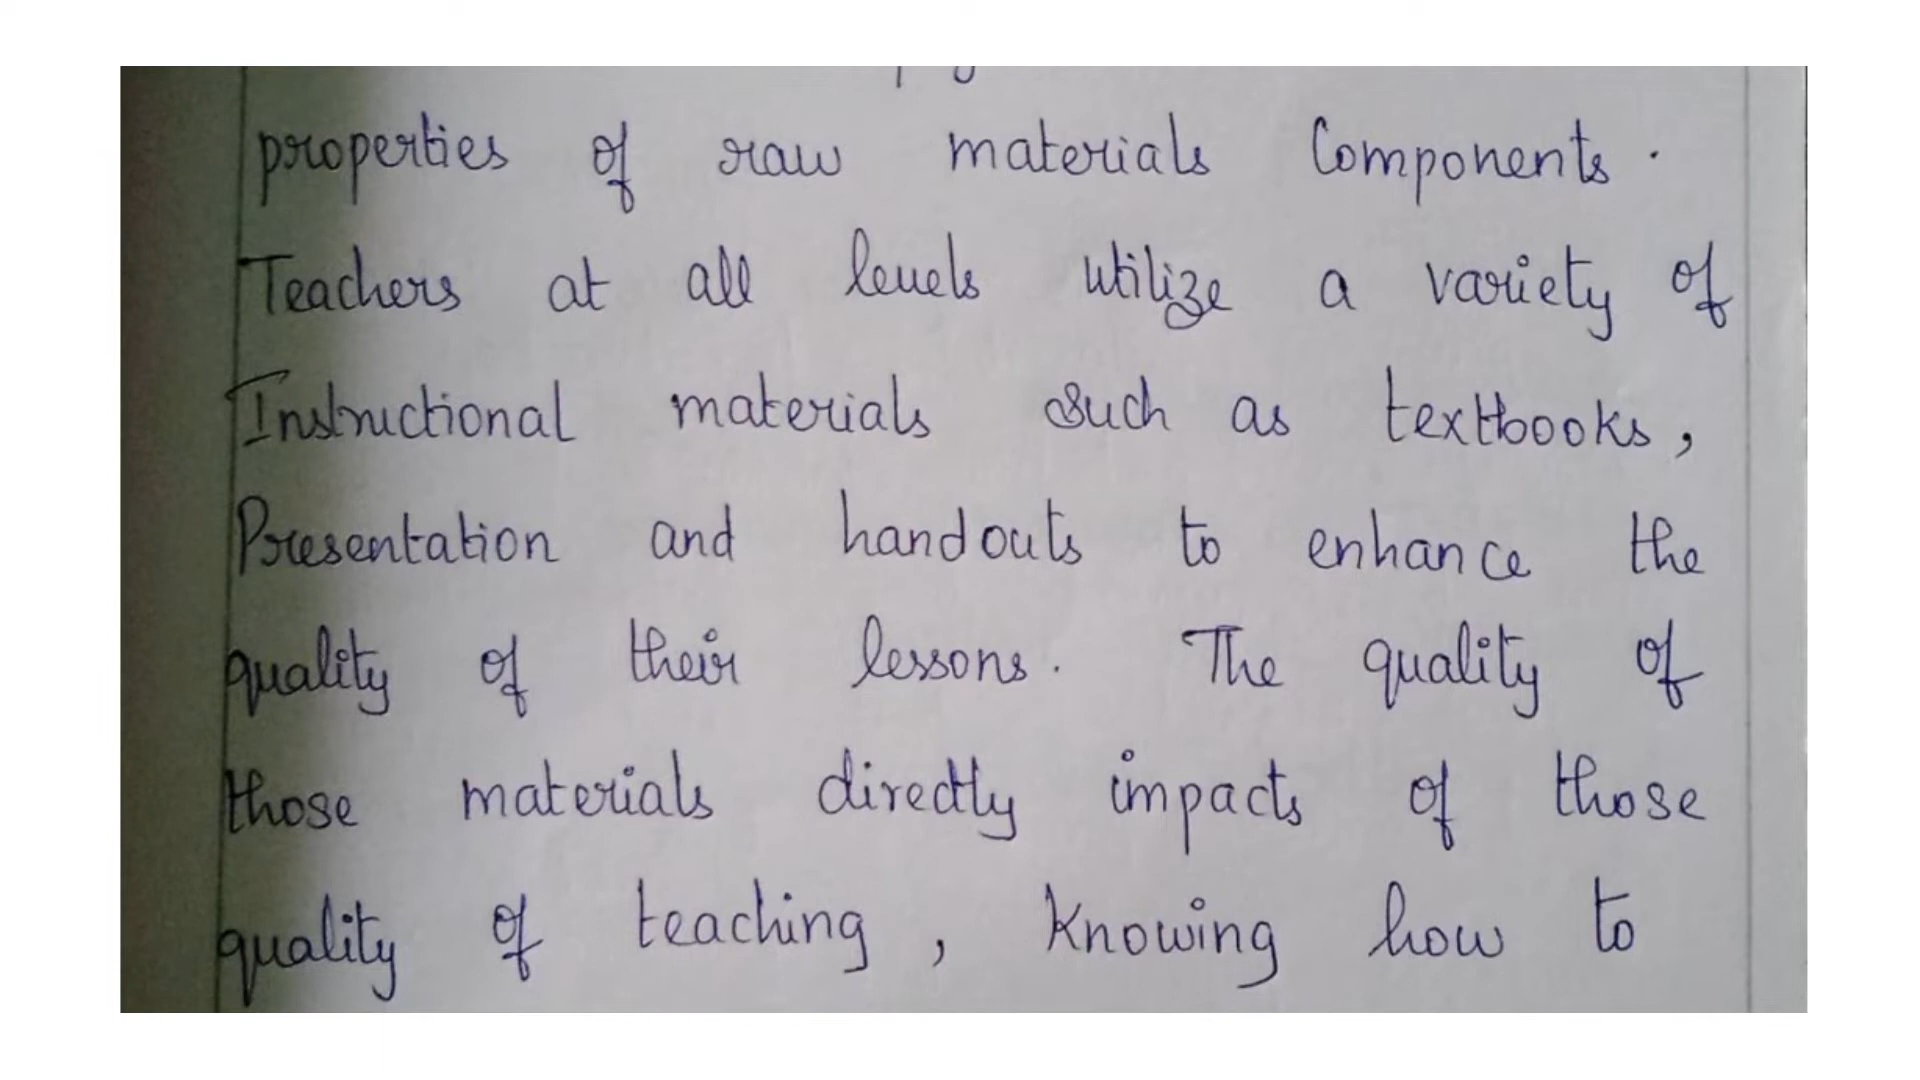 properties of raw materials Components.
Teachers at all levels utilize a variety of
Instructional materials such as textbooks,
Presentation and handouts to enhance the
quality of their lessons. The quality of
those materials directly impacts of those
quality of teaching, Knowing how to